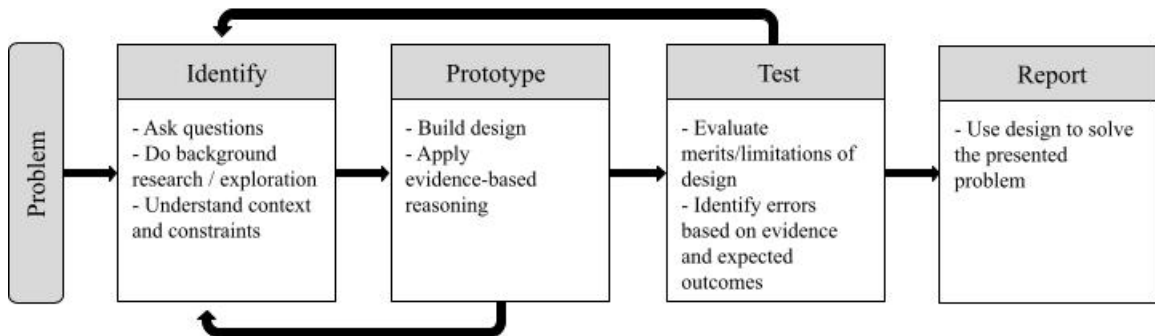 Problem
Identify
- Ask questions
- Do background
research / exploration
- Understand context
and constraints
Prototype
- Build design
- Apply
evidence-based
reasoning
Test
- Evaluate
merits/limitations of
design
- Identify errors
based on evidence
and expected
outcomes
Report
- Use design to solve
the presented
problem